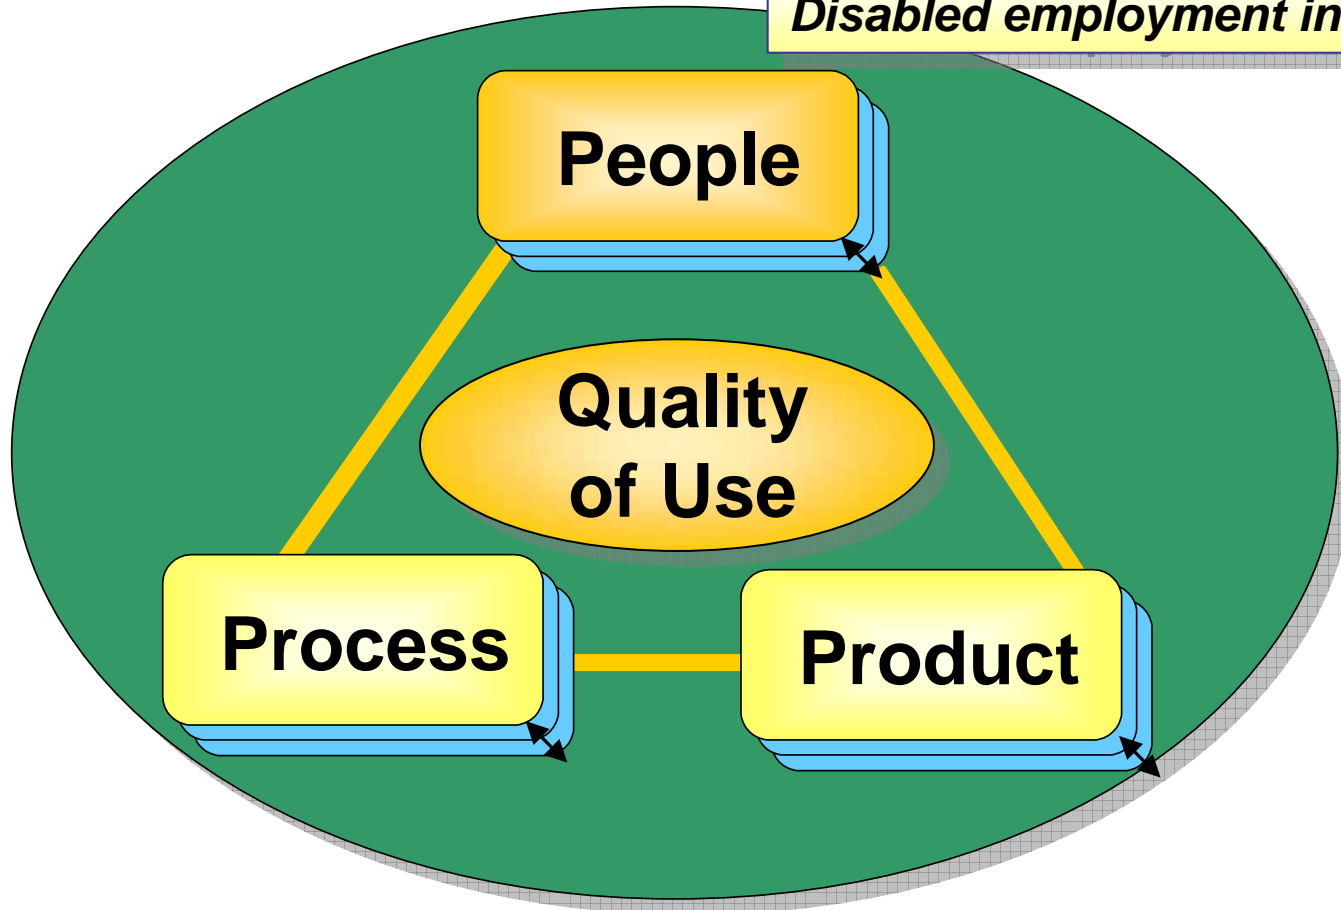 Disabled employment in
People
Quality
of Use
Process
Product